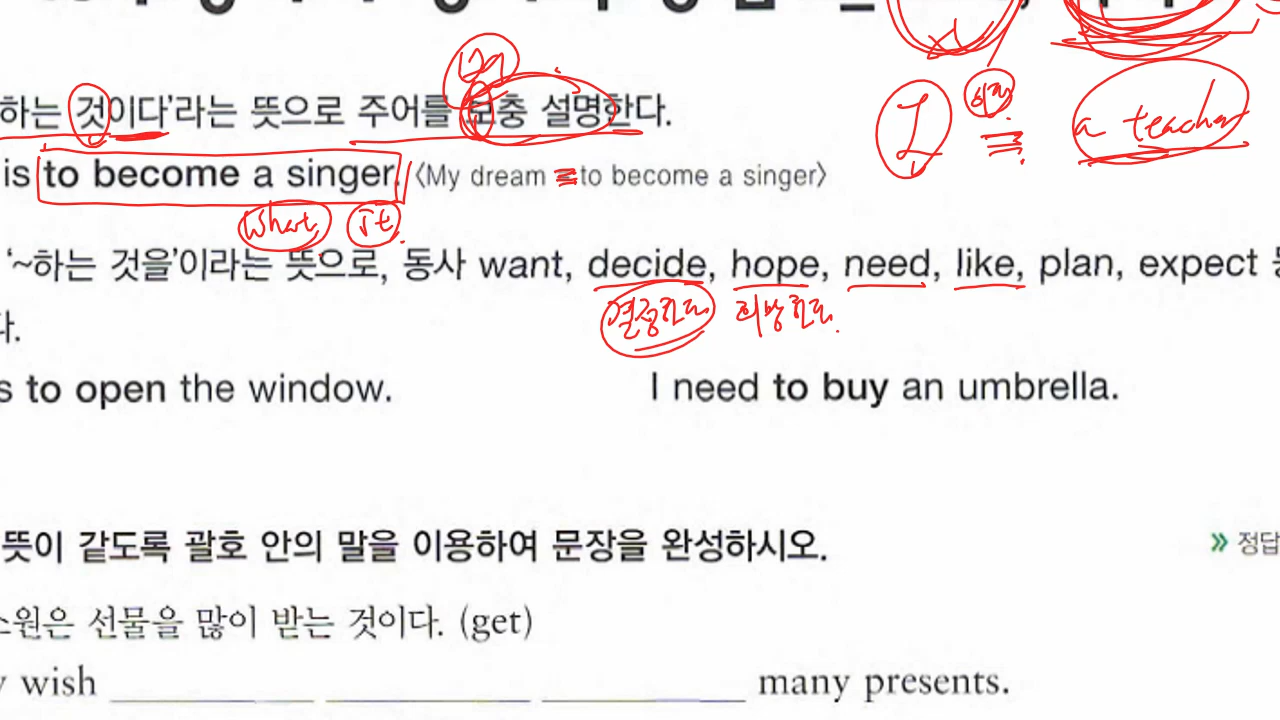 하는 것이다'라는 뜻으로 주어를 보충 설명한다.
I a teacher
is to become a singer. 〈My dream = to become a singer〉
What It
'~하는 것을'이라는 뜻으로, 동사 want, decide, hope, need, like, plan, expect
결정하다 희망한다.
다.
s to open the window. I need to buy an umbrella.
뜻이 같도록 괄호 안의 말을 이용하여 문장을 완성하시오. » 정답
소원은 선물을 많이 받는 것이다. (get)
y wish ____ ____ ____ many presents.